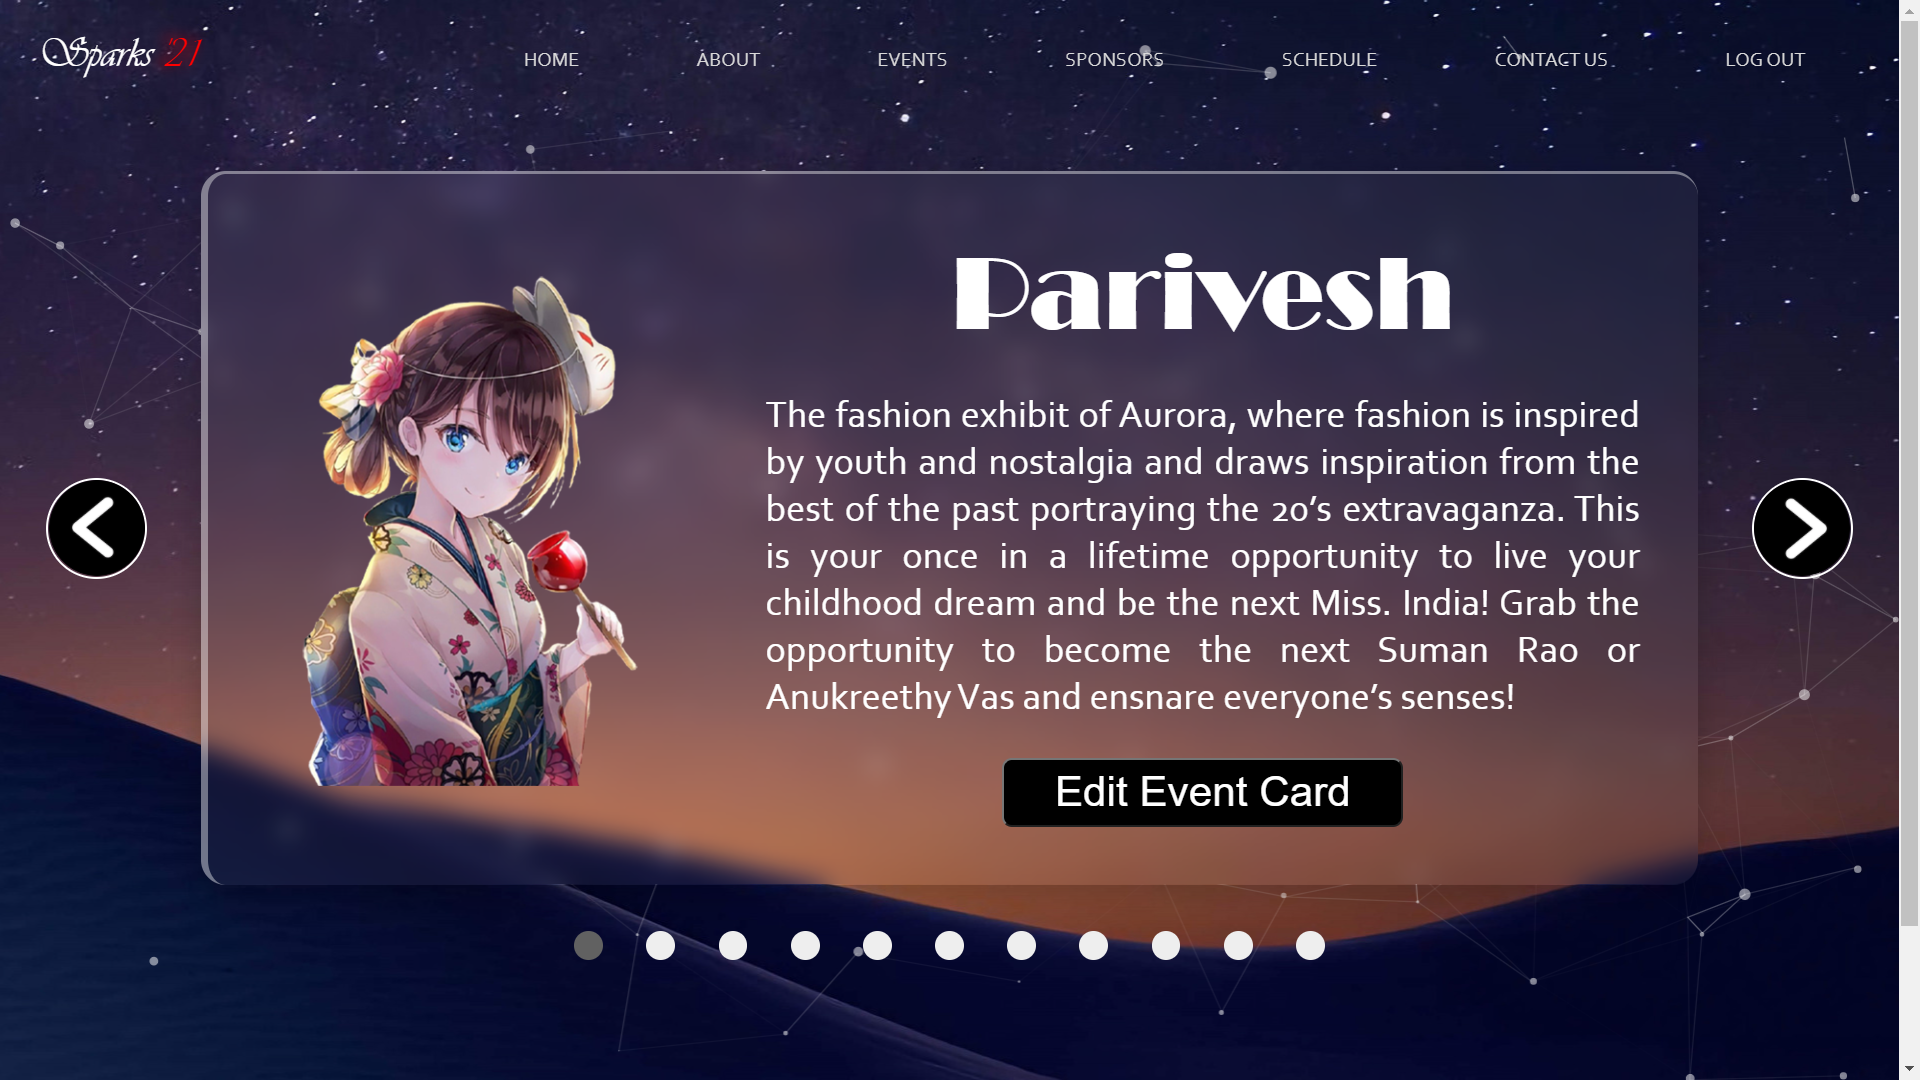 Sparks '21
HOME
ABOUT
EVENTS
SPONSORS
SCHEDULE
CONTACT US
LOG OUT
Parivesh
The fashion exhibit of Aurora, where fashion is inspired
by youth and nostalgia and draws inspiration from the
best of the past portraying the 20’s extravaganza. This
is your once in a lifetime opportunity to live your
childhood dream and be the next Miss. India! Grab the
opportunity to become the next Suman Rao or
Anukreethy Vas and ensnare everyone’s senses!
Edit Event Card